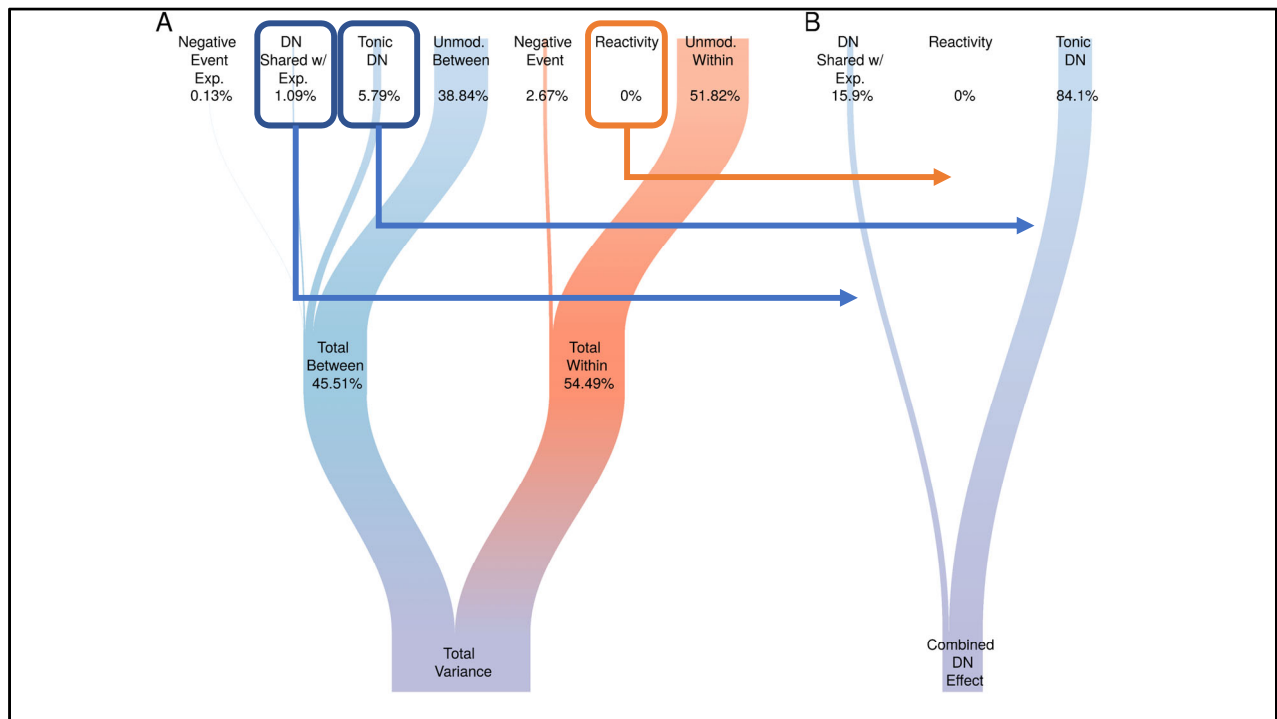 A
Negative
Event
Exp.
0.13%
DN
Shared w/
Exp.
1.09%
Tonic
DN
5.79%
Unmod.
Between
38.84%
Negative
Event
2.67%
Reactivity
0%
Unmod.
Within
51.82%
Total
Between
45.51%
Total
Within
54.49%
Total
Variance
B
DN
Shared w/
Exp.
15.9%
Reactivity
0%
Tonic
DN
84.1%
Combined
DN
Effect